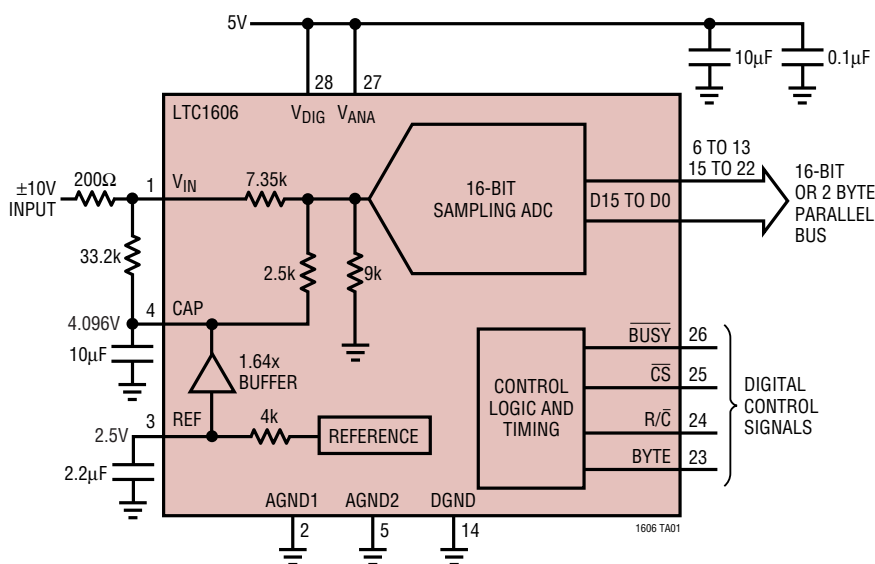 5V
10µF
0.1µF
28
27
LTC1606
VDIG
VANA
6 TO 13
15 TO 22
200Ω
1
VIN
7.35k
16-BIT
SAMPLING ADC
D15 TO D0
16-BIT
OR 2 BYTE
PARALLEL
BUS
±10V
INPUT
33.2k
2.5k
9k
4
CAP
4.096V
10µF
1.64x
BUFFER
CONTROL
LOGIC AND
TIMING
BUSY
26
CS
25
R/C
24
BYTE
23
DIGITAL
CONTROL
SIGNALS
3
REF
4k
REFERENCE
2.5V
2.2µF
AGND1
AGND2
DGND
2
5
14
1606 TA01